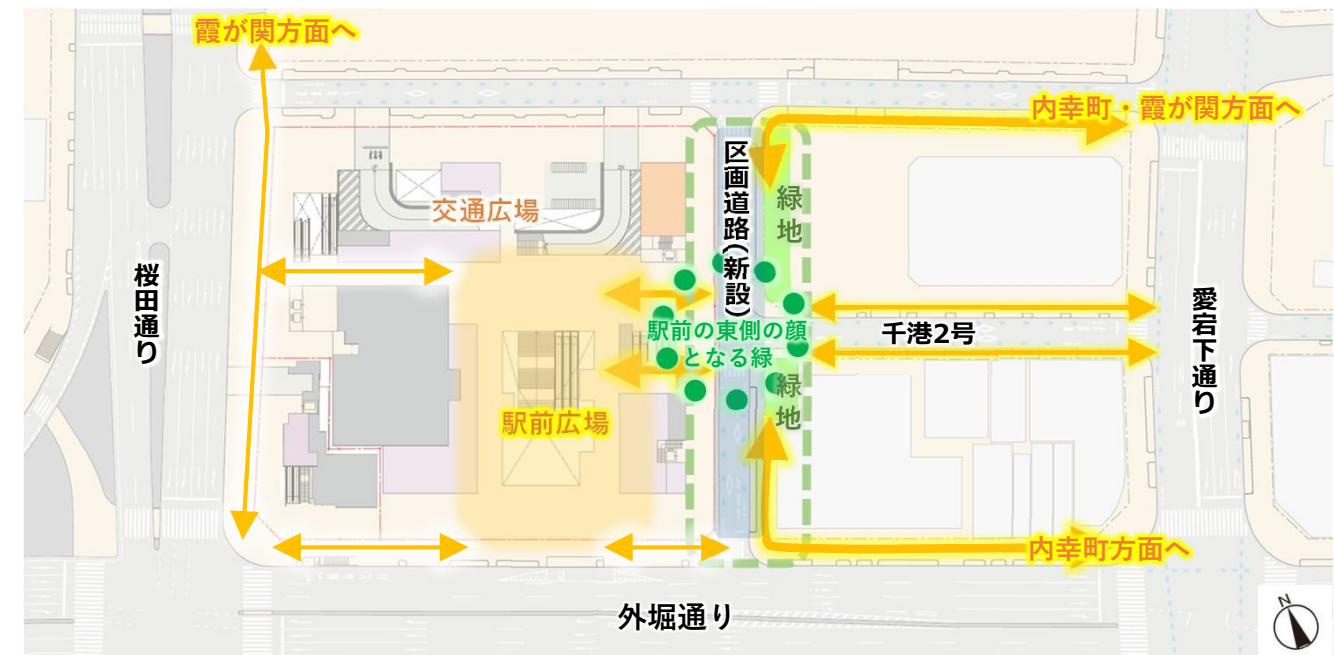 霞が関方面へ
内幸町・霞が関方面へ
区画道路(新設)
緑地
交通広場
桜田通り
駅前の東側の顔
となる緑
千港2号
愛宕下通り
緑地
駅前広場
内幸町方面へ
外堀通り
N